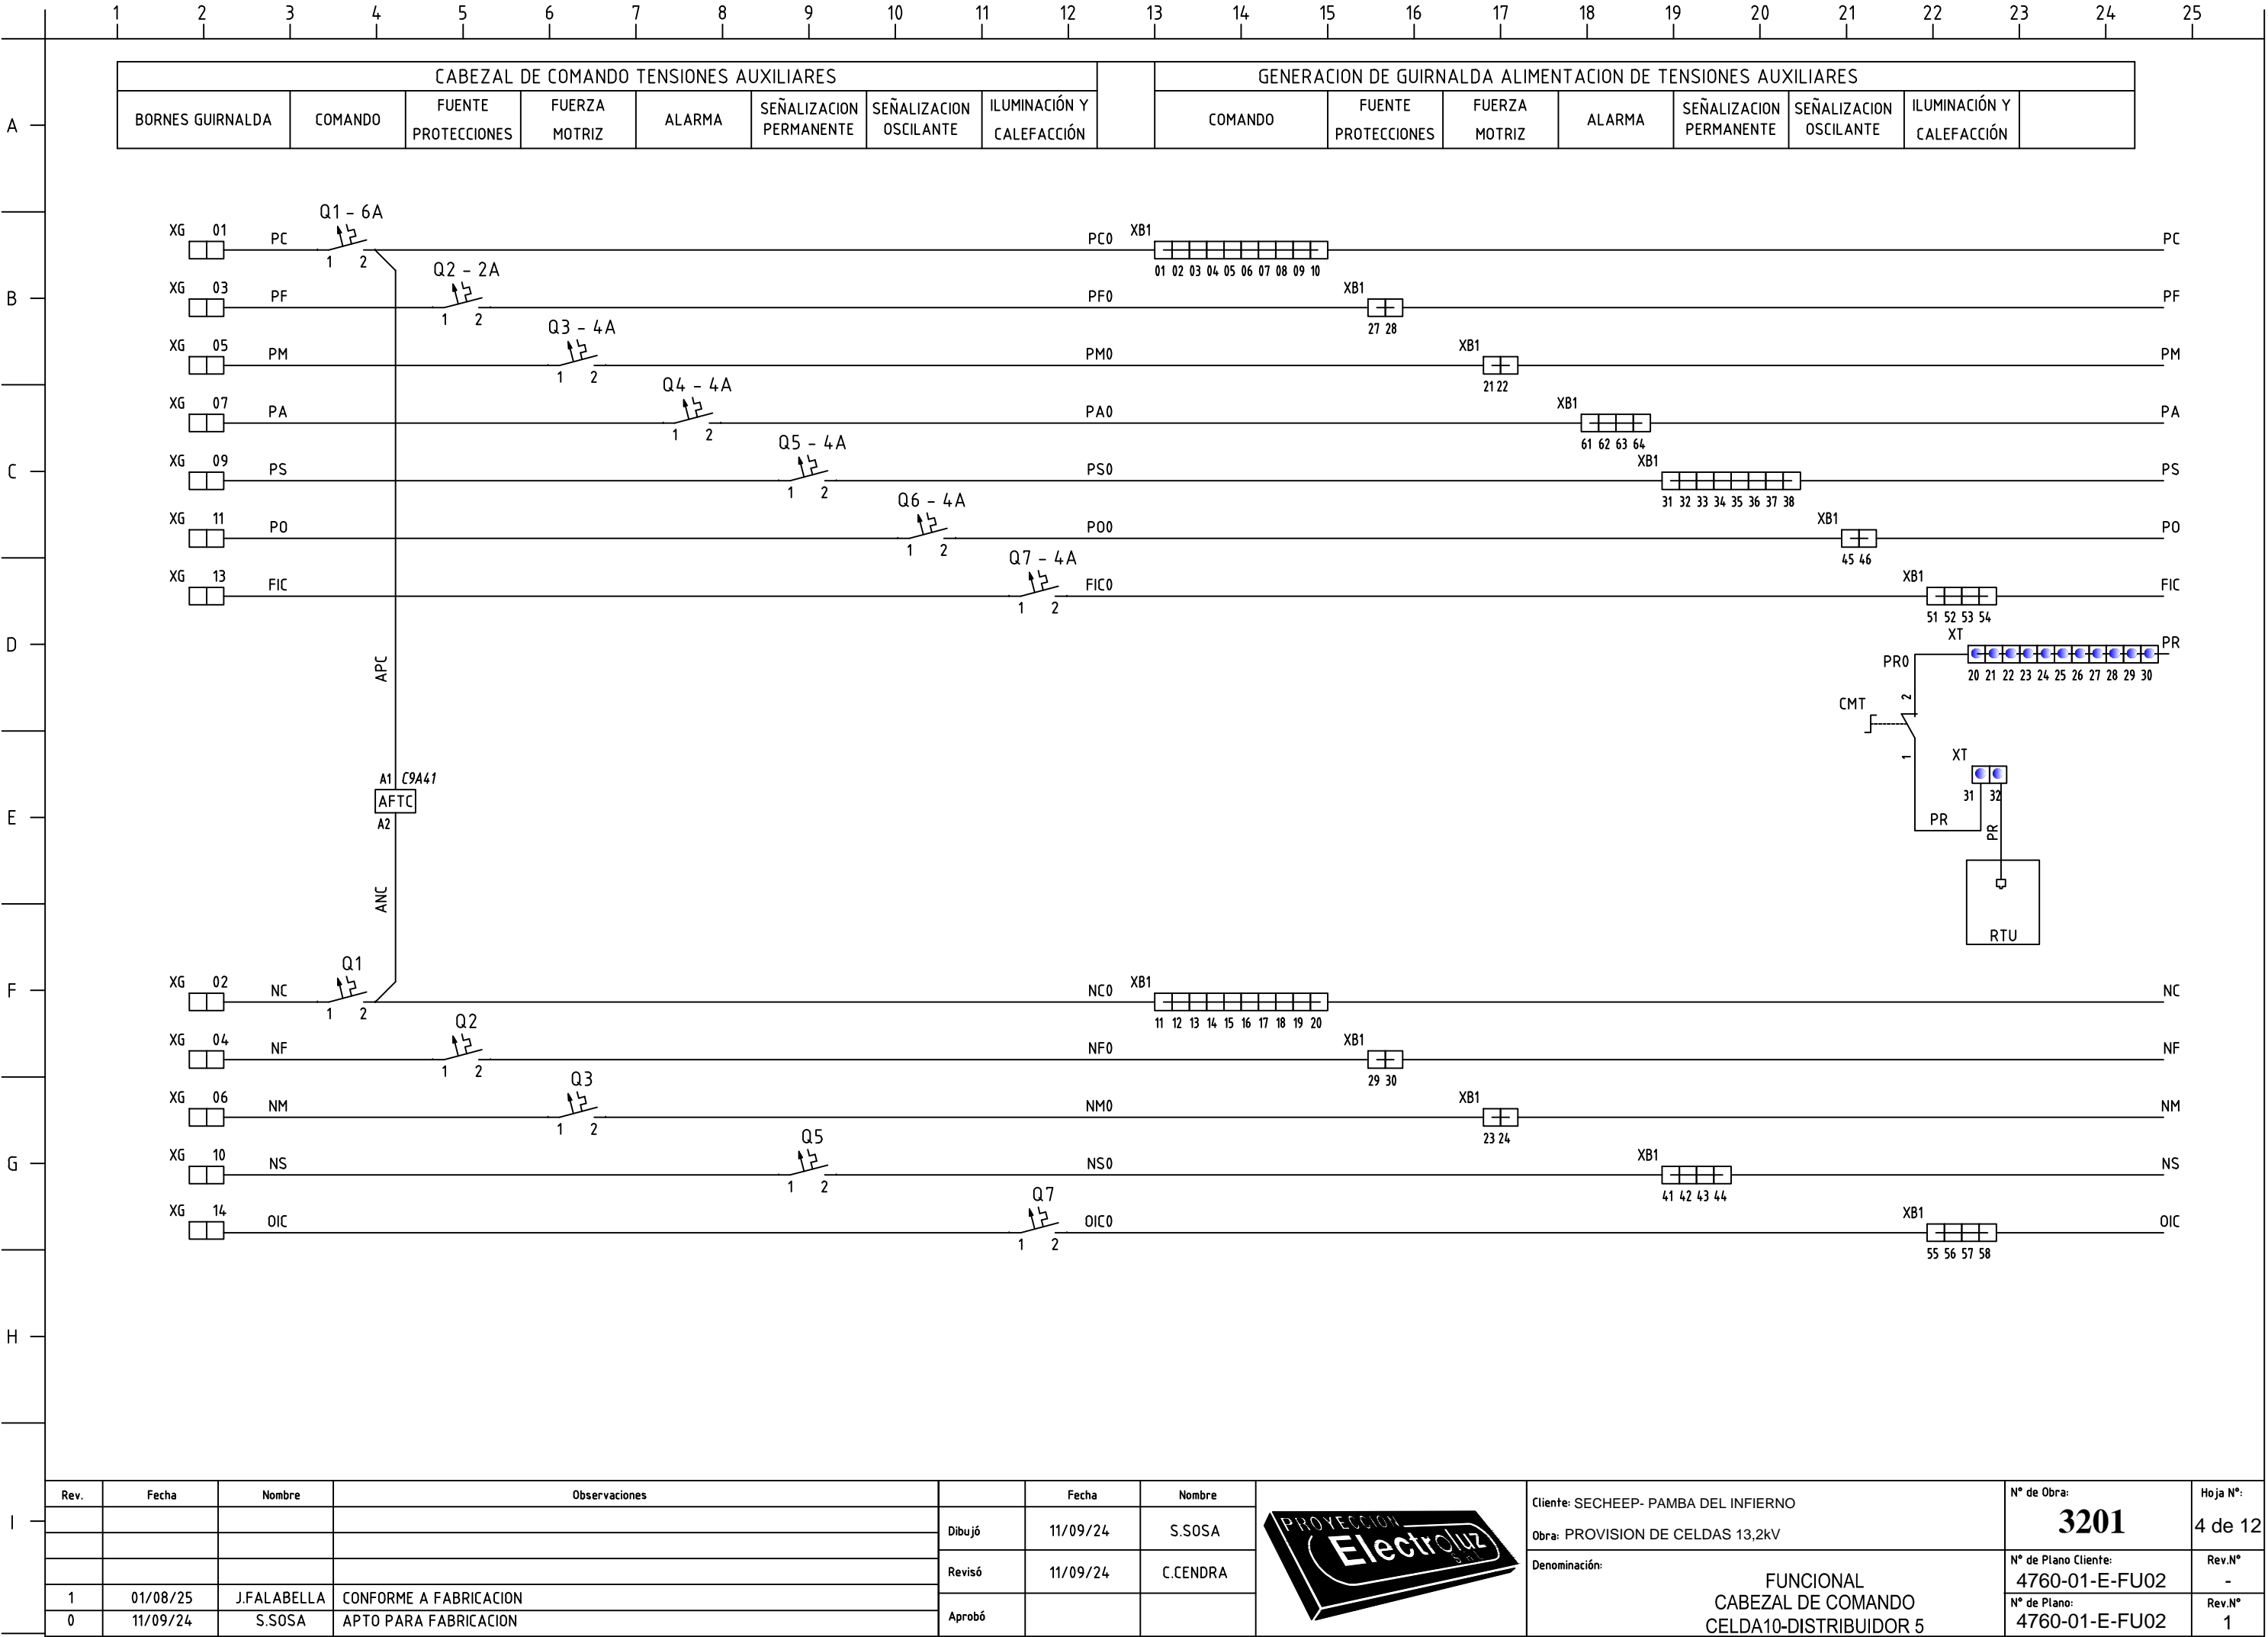 1 2 3 4 5 6 7 8 9 10 11 12 13 14 15 16 17 18 19 20 21 22 23 24 25
CABEZAL DE COMANDO TENSIONES AUXILIARES
GENERACION DE GUIRNALDA ALIMENTACION DE TENSIONES AUXILIARES
BORNES GUIRNALDA
COMANDO
FUENTE
PROTECCIONES
FUERZA
MOTRIZ
ALARMA
SEÑALIZACION
PERMANENTE
SEÑALIZACION
OSCILANTE
ILUMINACIÓN Y
CALEFACCIÓN
COMANDO
FUENTE
PROTECCIONES
FUERZA
MOTRIZ
ALARMA
SEÑALIZACION
PERMANENTE
SEÑALIZACION
OSCILANTE
ILUMINACIÓN Y
CALEFACCIÓN
A
B
C
D
E
F
G
H
I
Q1 - 6A
XG 01 PC 1 2 PC0 XB1 PC
01 02 03 04 05 06 07 08 09 10
Q2 - 2A
XG 03 PF 1 2 PF0 XB1 PF
27 28
Q3 - 4A
XG 05 PM 1 2 PM0 XB1 PM
21 22
Q4 - 4A
XG 07 PA 1 2 PA0 XB1 PA
61 62 63 64
Q5 - 4A
XG 09 PS 1 2 PS0 XB1 PS
31 32 33 34 35 36 37 38
Q6 - 4A
XG 11 PO 1 2 PO0 XB1 PO
45 46
Q7 - 4A
XG 13 FIC 1 2 FIC0 XB1 FIC
51 52 53 54
XT
PR0 PR
20 21 22 23 24 25 26 27 28 29 30
APC
CMT
2
1
XT
31 32
PR
PR
RTU
A1 C9A41
AFTC
A2
ANC
Q1
XG 02 NC 1 2 NC0 XB1 NC
11 12 13 14 15 16 17 18 19 20
Q2
XG 04 NF 1 2 NF0 XB1 NF
29 30
Q3
XG 06 NM 1 2 NM0 XB1 NM
23 24
Q5
XG 10 NS 1 2 NS0 XB1 NS
41 42 43 44
Q7
XG 14 OIC 1 2 OIC0 XB1 OIC
55 56 57 58
Rev. Fecha Nombre Observaciones
1 01/08/25 J.FALABELLA CONFORME A FABRICACION
0 11/09/24 S.SOSA APTO PARA FABRICACION
Fecha Nombre
Dibujó 11/09/24 S.SOSA
Revisó 11/09/24 C.CENDRA
Aprobó
PROYECCION
Electroluz
S.R.L.
Cliente: SECHEEP- PAMBA DEL INFIERNO
Obra: PROVISION DE CELDAS 13,2kV
Denominación:
FUNCIONAL
CABEZAL DE COMANDO
CELDA10-DISTRIBUIDOR 5
N° de Obra:
3201
Hoja N°:
4 de 12
N° de Plano Cliente:
4760-01-E-FU02
Rev.N°
-
N° de Plano:
4760-01-E-FU02
Rev.N°
1